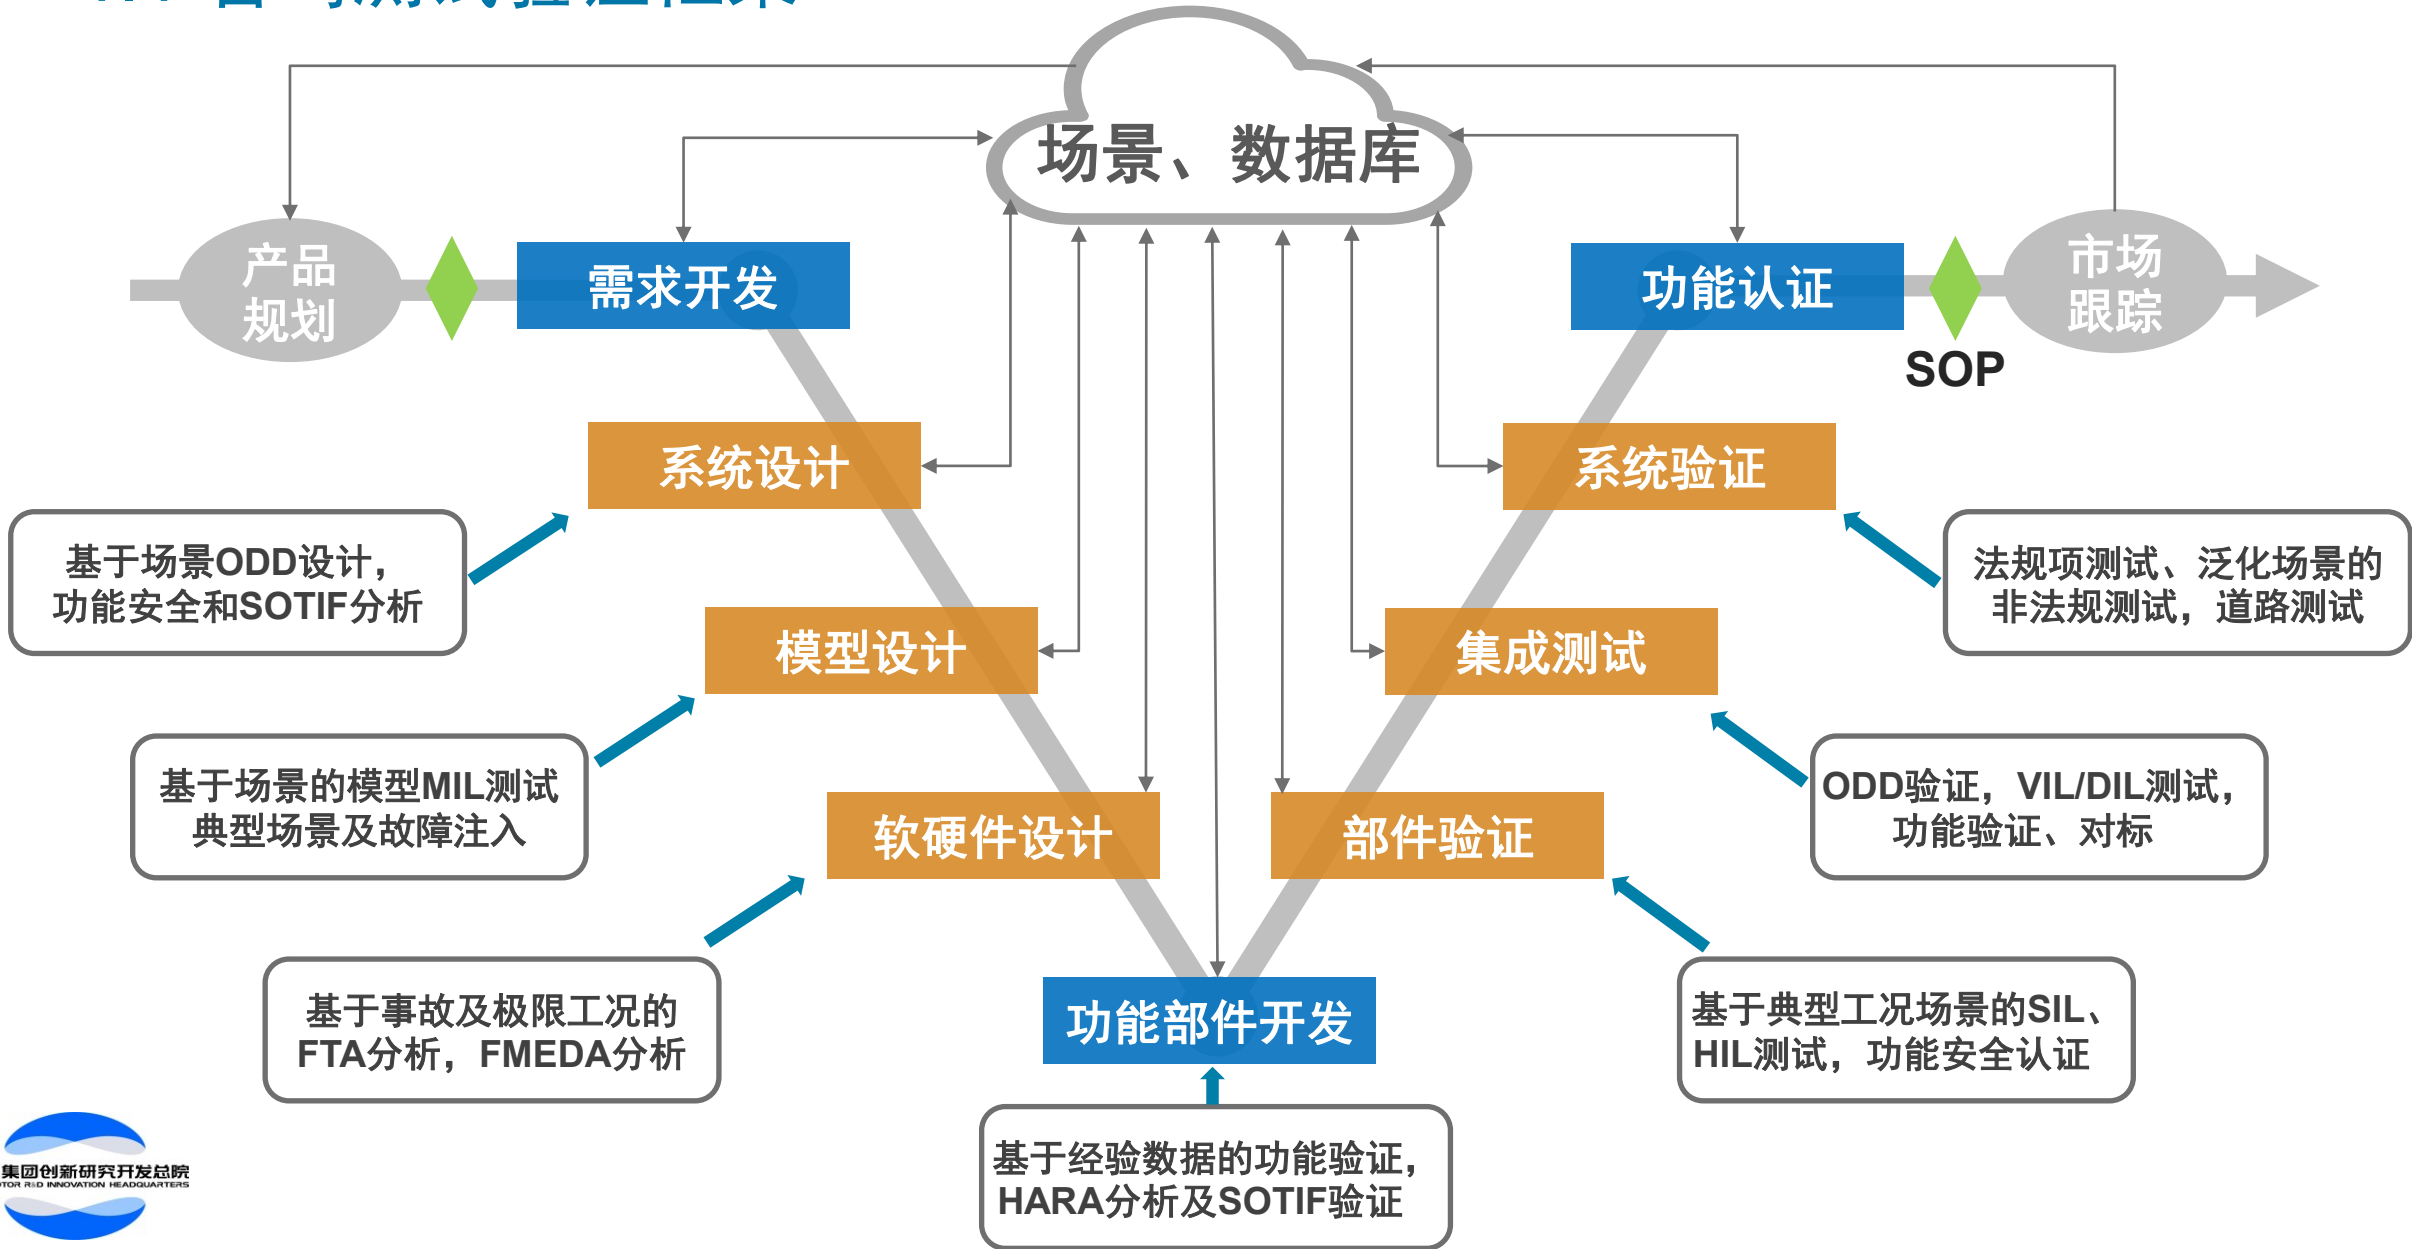 场景、数据库
产品
规划
需求开发
功能认证
市场
跟踪
SOP
系统设计
系统验证
基于场景ODD设计，
功能安全和SOTIF分析
法规项测试、泛化场景的
非法规测试，道路测试
模型设计
集成测试
基于场景的模型MIL测试
典型场景及故障注入
ODD验证，VIL/DIL测试，
功能验证、对标
软硬件设计
部件验证
基于事故及极限工况的
FTA分析，FMEDA分析
功能部件开发
基于典型工况场景的SIL、
HIL测试，功能安全认证
基于经验数据的功能验证，
HARA分析及SOTIF验证
集团创新研究开发总院
TOR R&D INNOVATION HEADQUARTERS